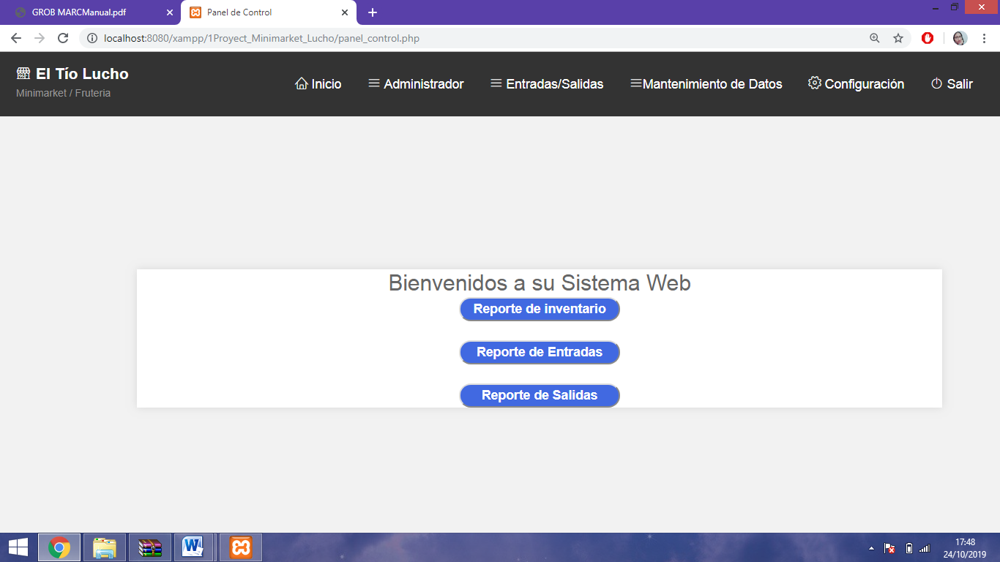 GROB MARCManual.pdf
Panel de Control
localhost:8080/xampp/1Proyect_Minimarket_Lucho/panel_control.php
El Tío Lucho
Minimarket / Fruteria
Inicio
Administrador
Entradas/Salidas
Mantenimiento de Datos
Configuración
Salir
Bienvenidos a su Sistema Web
Reporte de inventario
Reporte de Entradas
Reporte de Salidas
17:48
24/10/2019